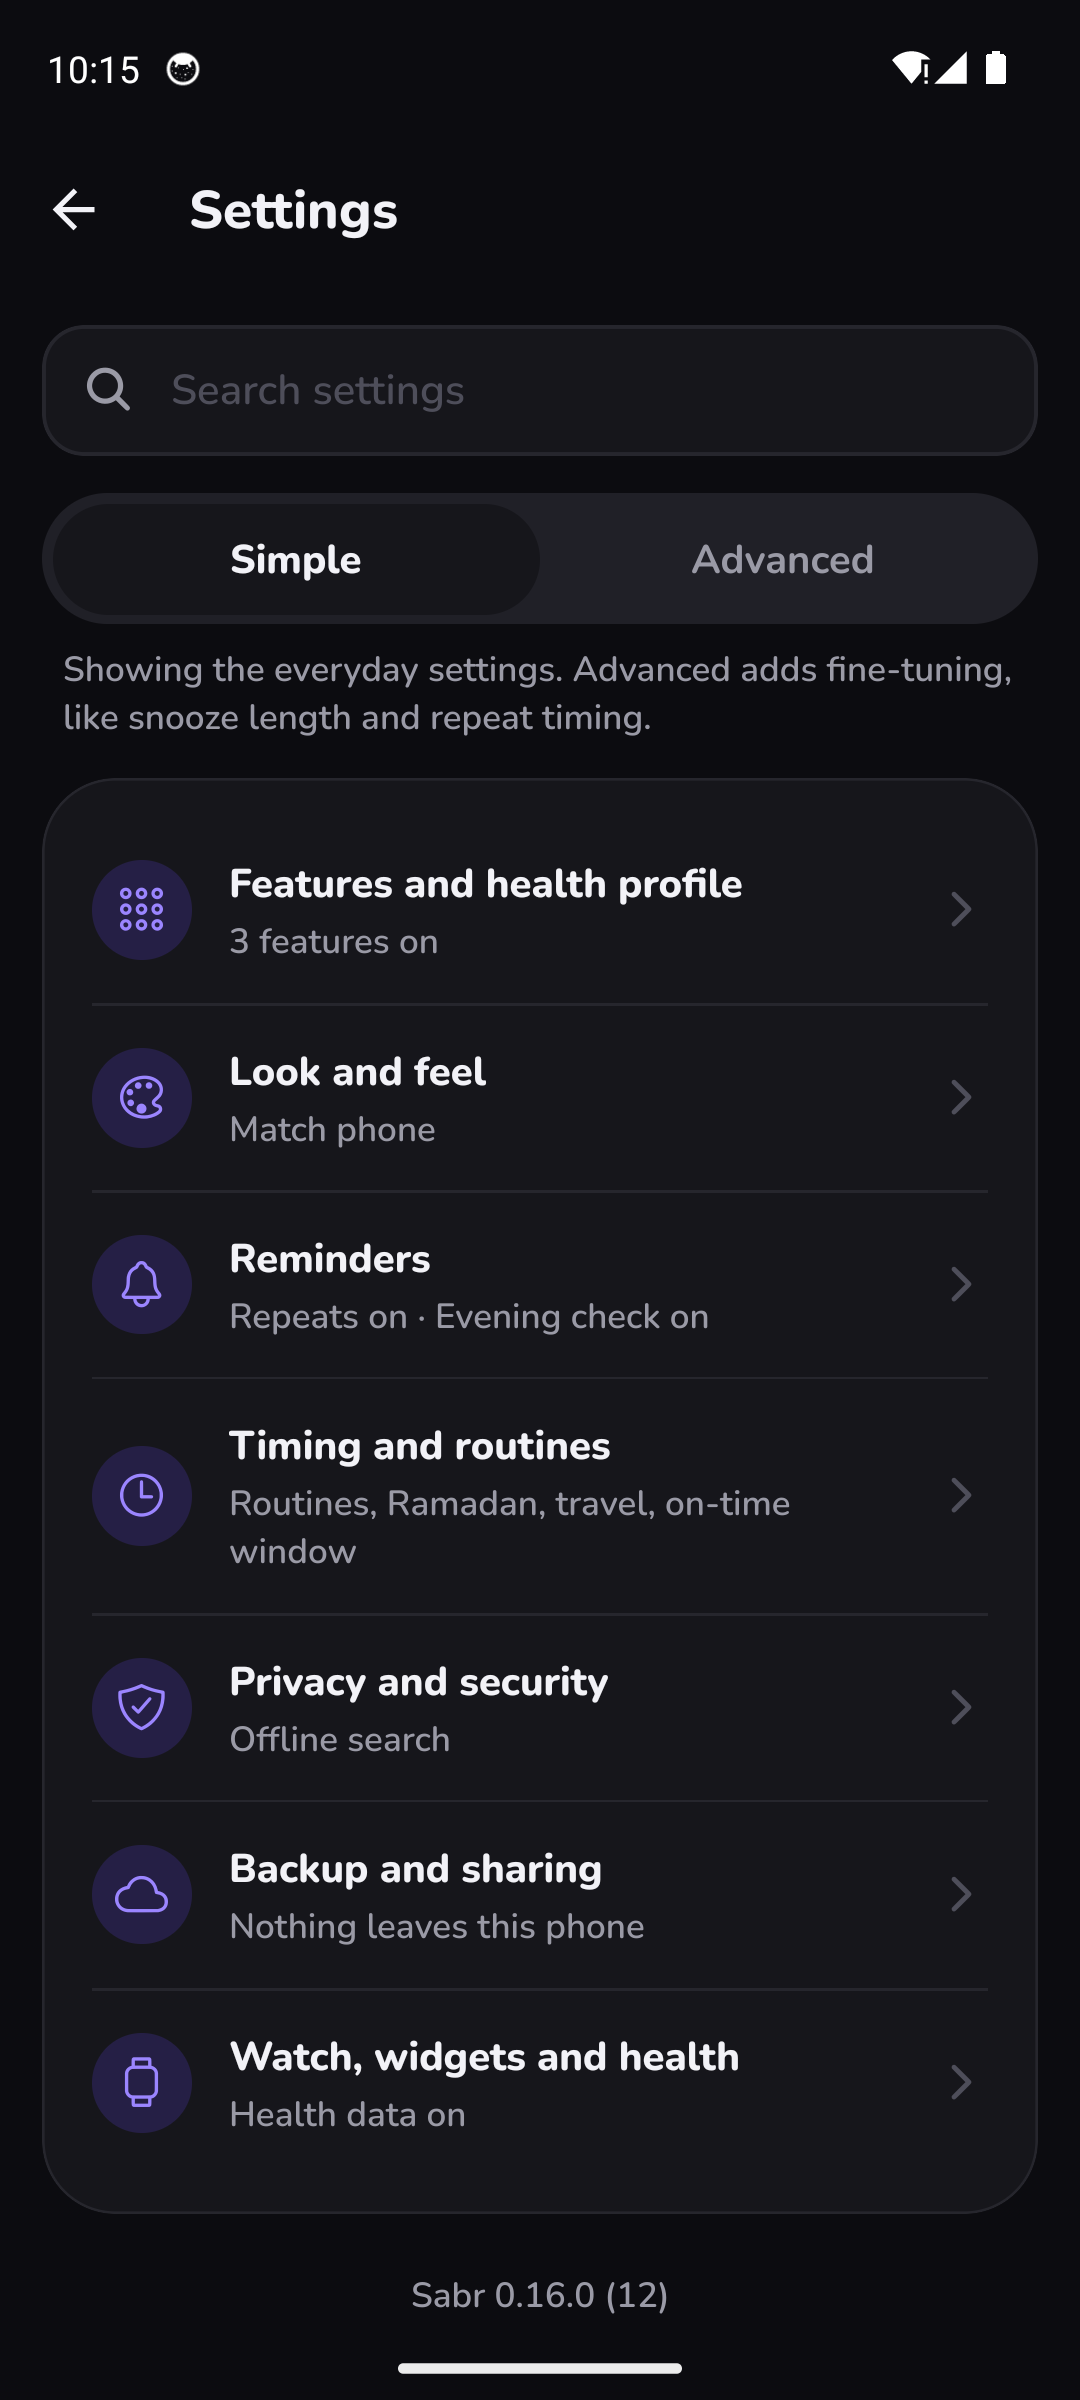 10:15
Settings
Search settings
Simple
Advanced
Showing the everyday settings. Advanced adds fine-tuning,
like snooze length and repeat timing.
Features and health profile
3 features on
Look and feel
Match phone
Reminders
Repeats on · Evening check on
Timing and routines
Routines, Ramadan, travel, on-time
window
Privacy and security
Offline search
Backup and sharing
Nothing leaves this phone
Watch, widgets and health
Health data on
Sabr 0.16.0 (12)